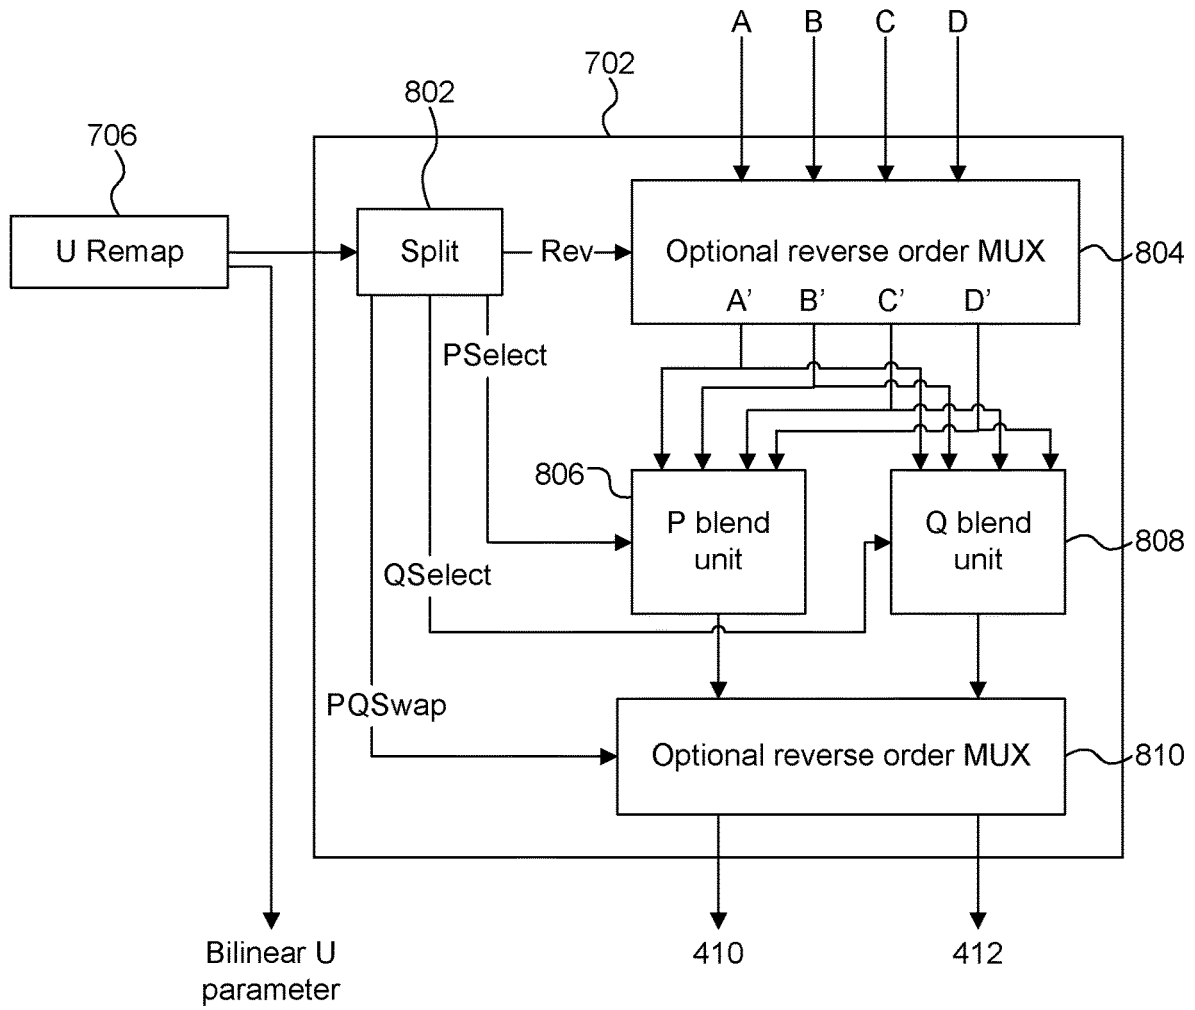 A B C D
702
802
706
U Remap
Split
Rev
Optional reverse order MUX
804
A’ B’ C’ D’
PSelect
806
P blend
unit
Q blend
unit
808
QSelect
PQSwap
Optional reverse order MUX
810
Bilinear U
parameter
410
412